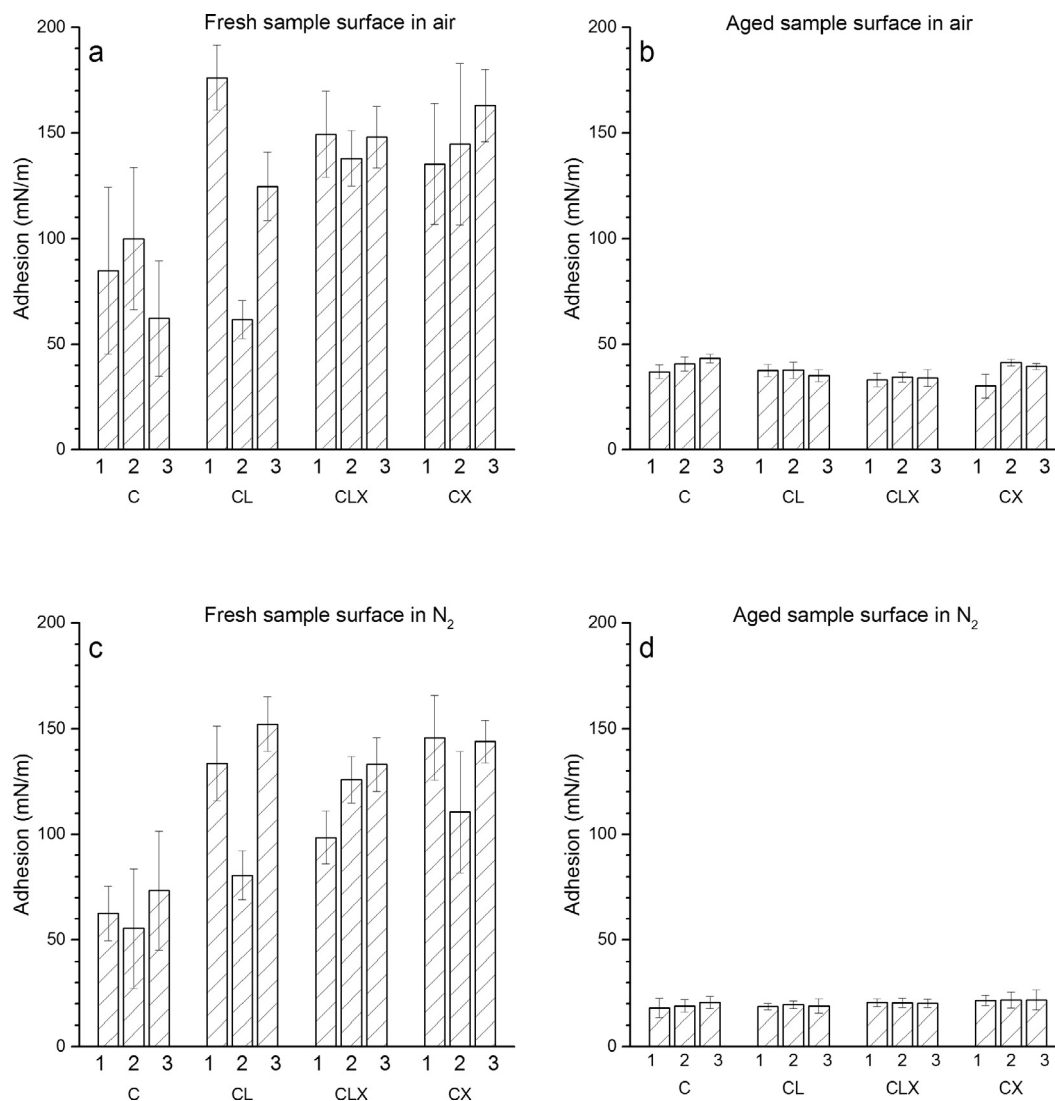 Fresh sample surface in air
a
200
150
100
50
0
Adhesion (mN/m)
1 2 3 1 2 3 1 2 3 1 2 3
C CL CLX CX
Aged sample surface in air
b
200
150
100
50
0
Adhesion (mN/m)
1 2 3 1 2 3 1 2 3 1 2 3
C CL CLX CX
Fresh sample surface in N₂
c
200
150
100
50
0
Adhesion (mN/m)
1 2 3 1 2 3 1 2 3 1 2 3
C CL CLX CX
Aged sample surface in N₂
d
200
150
100
50
0
Adhesion (mN/m)
1 2 3 1 2 3 1 2 3 1 2 3
C CL CLX CX